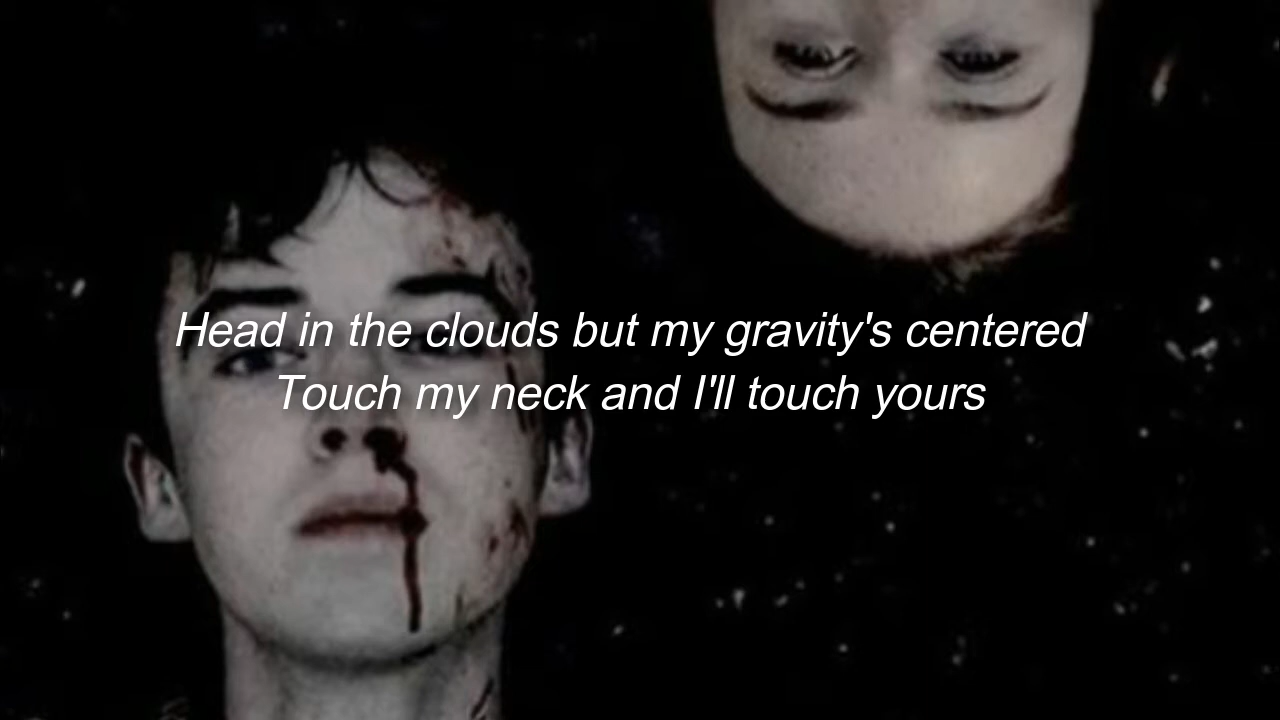 Head in the clouds but my gravity's centered
Touch my neck and I'll touch yours